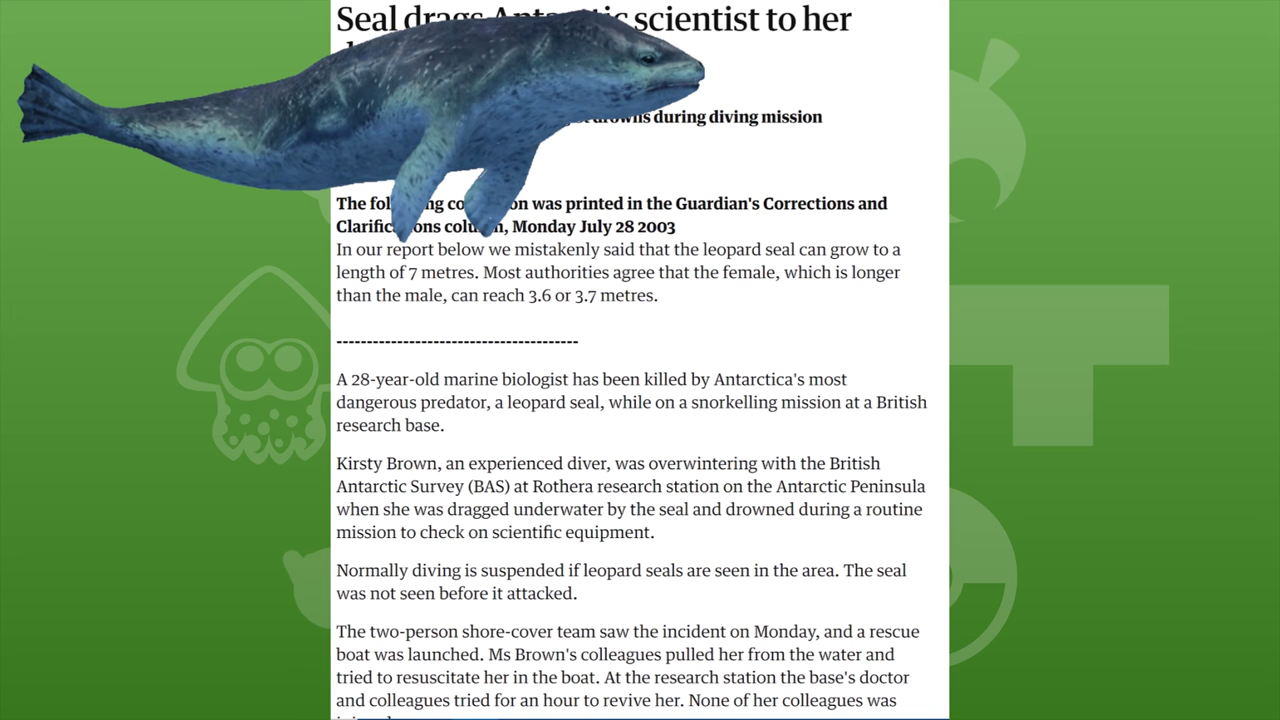 Seal drags Antarctic scientist to her
drowns during diving mission
The following correction was printed in the Guardian's Corrections and
Clarifications column, Monday July 28 2003
In our report below we mistakenly said that the leopard seal can grow to a
length of 7 metres. Most authorities agree that the female, which is longer
than the male, can reach 3.6 or 3.7 metres.
----------------------------------------
A 28-year-old marine biologist has been killed by Antarctica's most
dangerous predator, a leopard seal, while on a snorkelling mission at a British
research base.
Kirsty Brown, an experienced diver, was overwintering with the British
Antarctic Survey (BAS) at Rothera research station on the Antarctic Peninsula
when she was dragged underwater by the seal and drowned during a routine
mission to check on scientific equipment.
Normally diving is suspended if leopard seals are seen in the area. The seal
was not seen before it attacked.
The two-person shore-cover team saw the incident on Monday, and a rescue
boat was launched. Ms Brown's colleagues pulled her from the water and
tried to resuscitate her in the boat. At the research station the base's doctor
and colleagues tried for an hour to revive her. None of her colleagues was